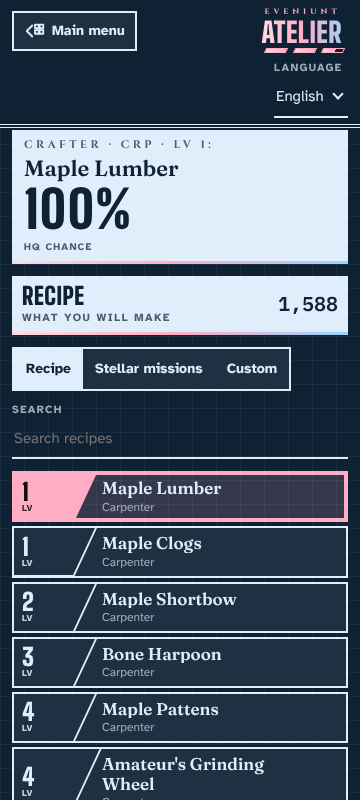 Main menu
EVENIUNT
ATELIER
LANGUAGE
English
CRAFTER · CRP · LV 1:
Maple Lumber
100%
HQ CHANCE
RECIPE
WHAT YOU WILL MAKE
1,588
Recipe
Stellar missions
Custom
SEARCH
Search recipes
1
LV
Maple Lumber
Carpenter
1
LV
Maple Clogs
Carpenter
2
LV
Maple Shortbow
Carpenter
3
LV
Bone Harpoon
Carpenter
4
LV
Maple Pattens
Carpenter
4
LV
Amateur's Grinding
Wheel